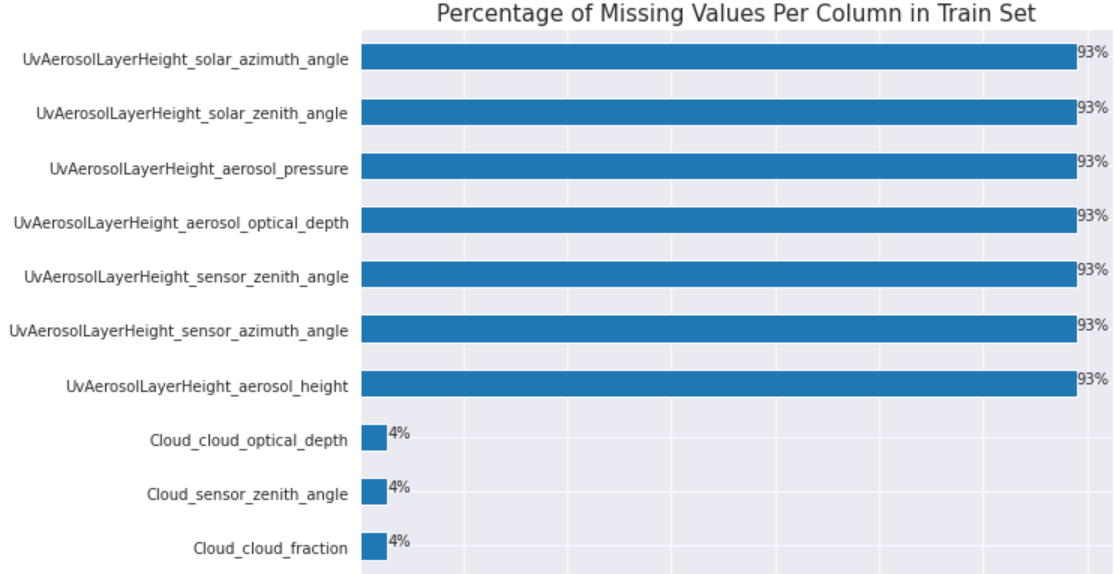 Percentage of Missing Values Per Column in Train Set
UvAerosolLayerHeight_solar_azimuth_angle 93%
UvAerosolLayerHeight_solar_zenith_angle 93%
UvAerosolLayerHeight_aerosol_pressure 93%
UvAerosolLayerHeight_aerosol_optical_depth 93%
UvAerosolLayerHeight_sensor_zenith_angle 93%
UvAerosolLayerHeight_sensor_azimuth_angle 93%
UvAerosolLayerHeight_aerosol_height 93%
Cloud_cloud_optical_depth 4%
Cloud_sensor_zenith_angle 4%
Cloud_cloud_fraction 4%